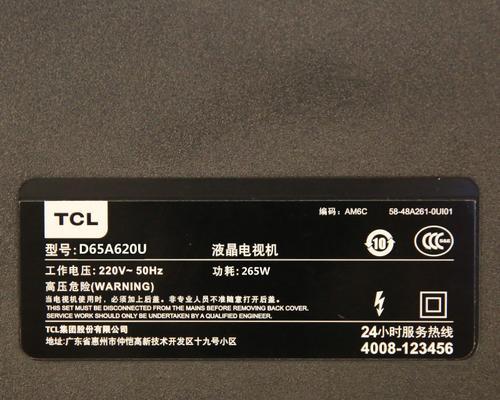 编码: AM6C 58-48A261-0UI01
TCL
型号: D65A620U 液晶电视机
10
CCC S&E
工作电压: 220V~ 50Hz 功耗: 265W
高压危险(WARNING)
当电视机使用时，必须加上后盖。非专业人员不准随意打开后盖。
THIS SET MUST BE DISCONNECTED FROM THE MAINS BEFORE REMOVING BACK COVER.
SERVICE WORK SHOULD ONLY BE UNDERTAKEN BY A QUALIFIED ENGINEER.
TCL集团股份有限公司
地址:广东省惠州市仲恺高新技术开发区十九号小区
24小时服务热线
4008-123456